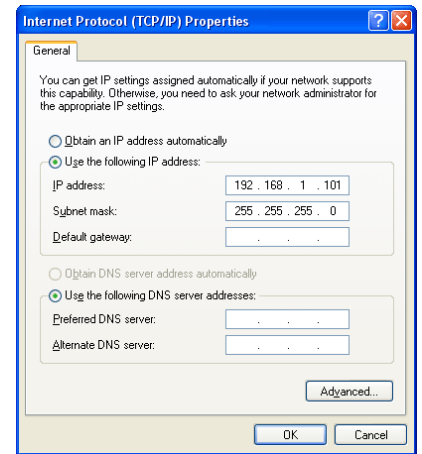 Internet Protocol (TCP/IP) Properties
General
You can get IP settings assigned automatically if your network supports
this capability. Otherwise, you need to ask your network administrator for
the appropriate IP settings.
Obtain an IP address automatically
Use the following IP address:
IP address: 192 . 168 . 1 . 101
Subnet mask: 255 . 255 . 255 . 0
Default gateway: . . .
Obtain DNS server address automatically
Use the following DNS server addresses:
Preferred DNS server: . . .
Alternate DNS server: . . .
Advanced...
OK Cancel